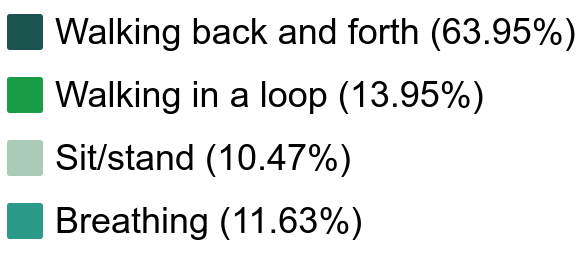 Walking back and forth (63.95%)
Walking in a loop (13.95%)
Sit/stand (10.47%)
Breathing (11.63%)